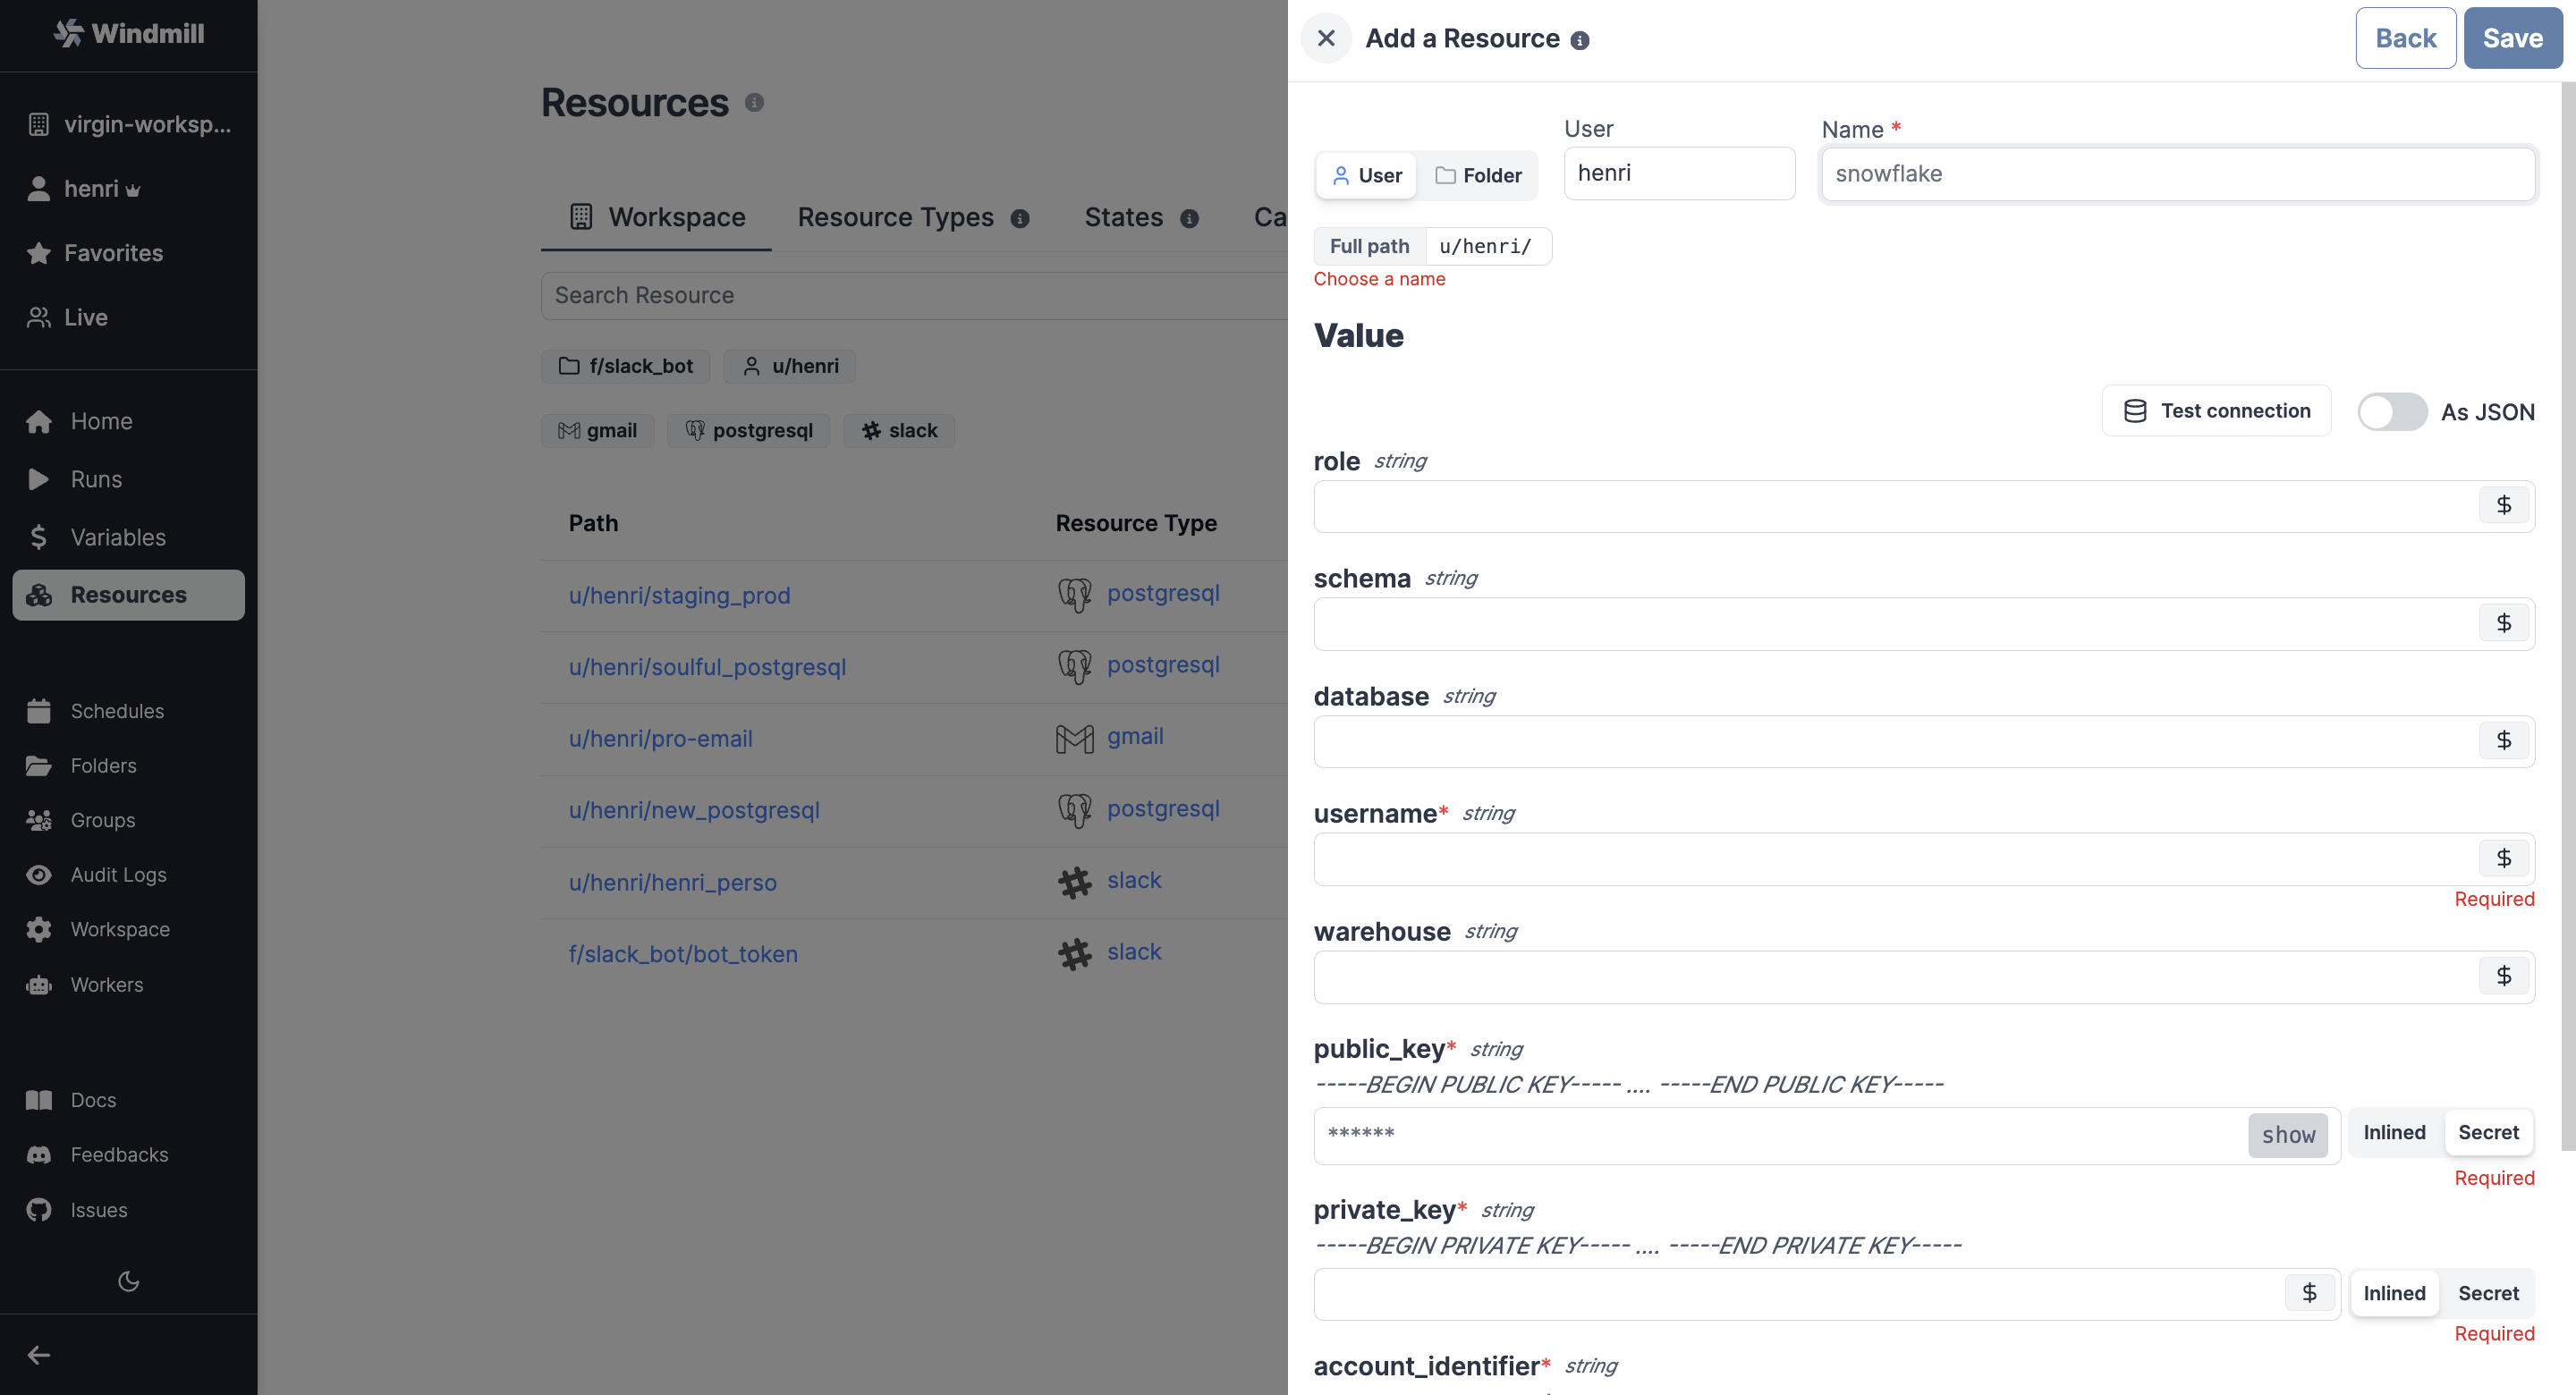 Windmill
virgin-worksp...
henri
Favorites
Live
Home
Runs
Variables
Resources
Schedules
Folders
Groups
Audit Logs
Workspace
Workers
Docs
Feedbacks
Issues
Resources
Workspace
Resource Types
States
Ca
Search Resource
f/slack_bot
u/henri
gmail
postgresql
slack
Path Resource Type
u/henri/staging_prod postgresql
u/henri/soulful_postgresql postgresql
u/henri/pro-email gmail
u/henri/new_postgresql postgresql
u/henri/henri_perso slack
f/slack_bot/bot_token slack
Add a Resource
Back
Save
User
Name *
User
Folder
henri
snowflake
Full path u/henri/
Choose a name
Value
Test connection
As JSON
role string
$
schema string
$
database string
$
username* string
$
Required
warehouse string
$
public_key* string
-----BEGIN PUBLIC KEY----- .... -----END PUBLIC KEY-----
****** show Inlined Secret
Required
private_key* string
-----BEGIN PRIVATE KEY----- .... -----END PRIVATE KEY-----
$ Inlined Secret
Required
account_identifier* string